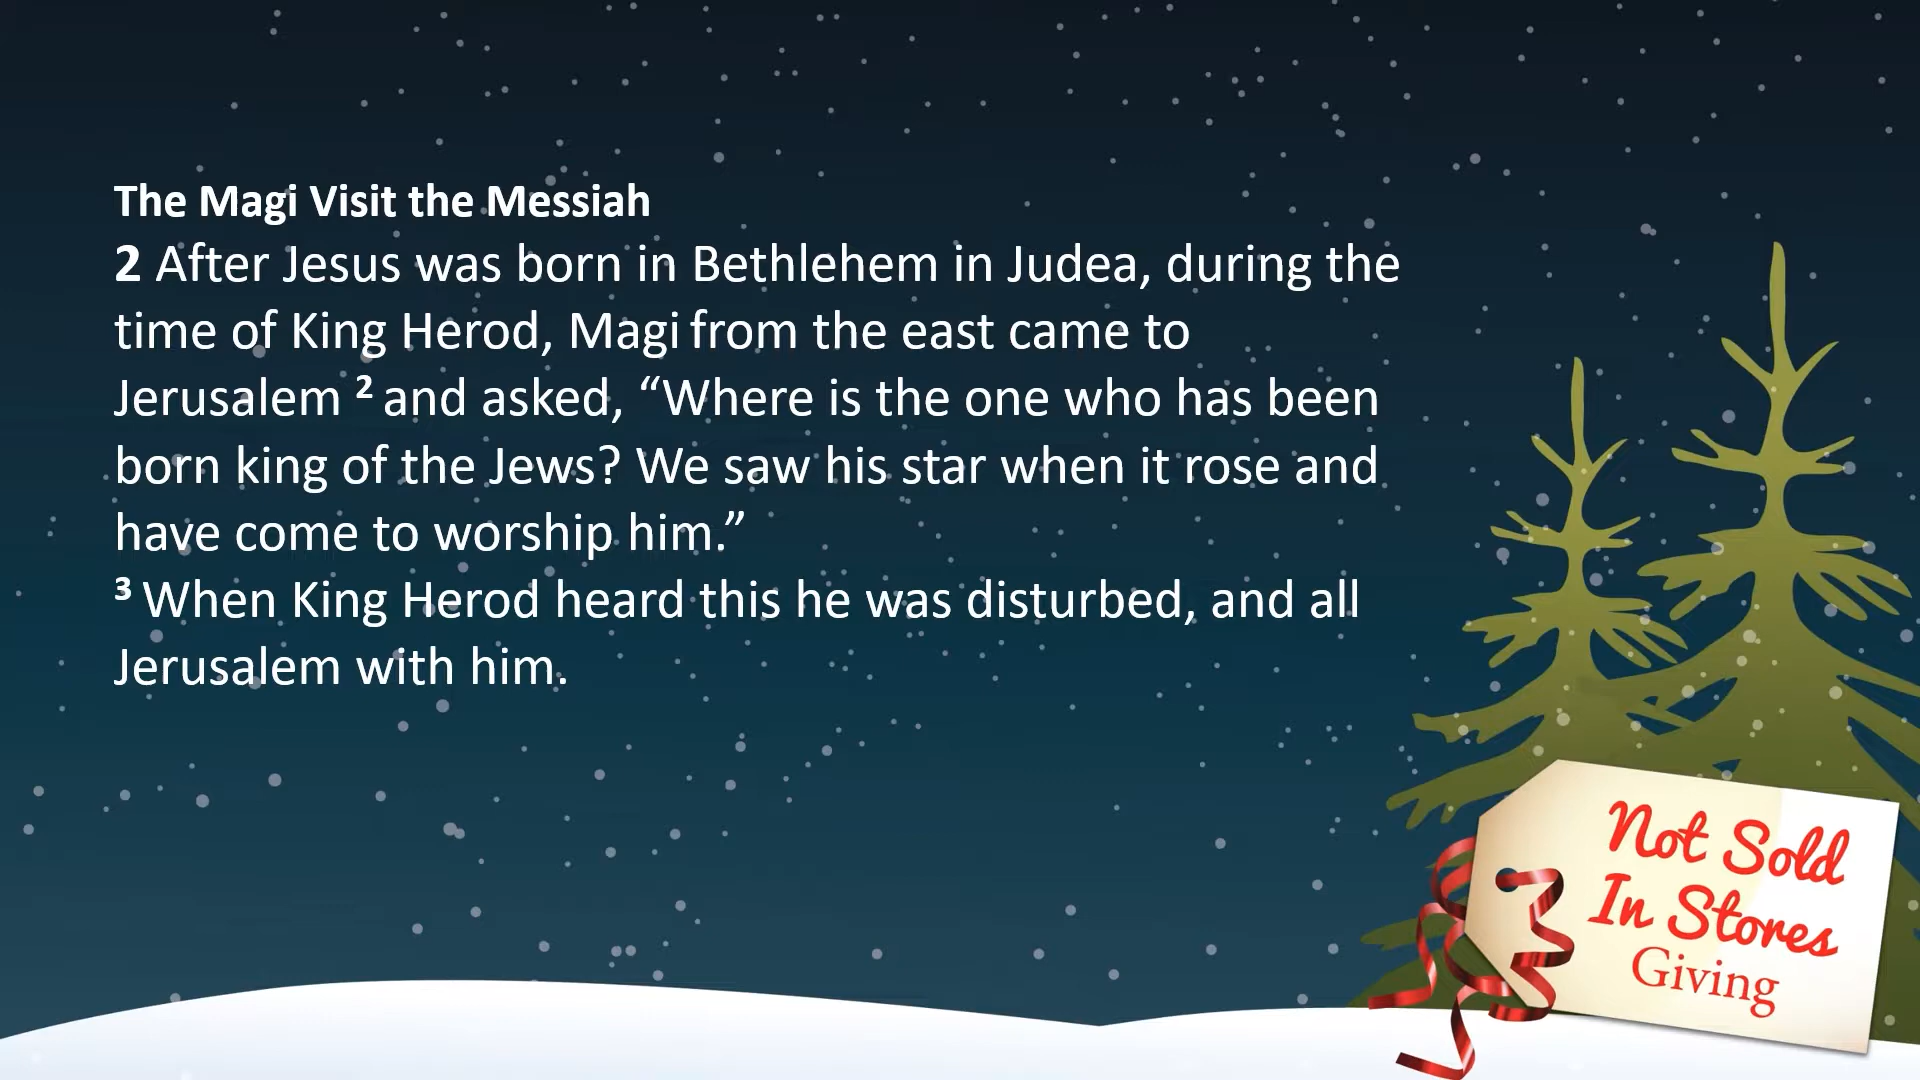 The Magi Visit the Messiah
2 After Jesus was born in Bethlehem in Judea, during the
time of King Herod, Magi from the east came to
Jerusalem ² and asked, “Where is the one who has been
born king of the Jews? We saw his star when it rose and
have come to worship him.”
³ When King Herod heard this he was disturbed, and all
Jerusalem with him.
Not Sold
In Stores
Giving